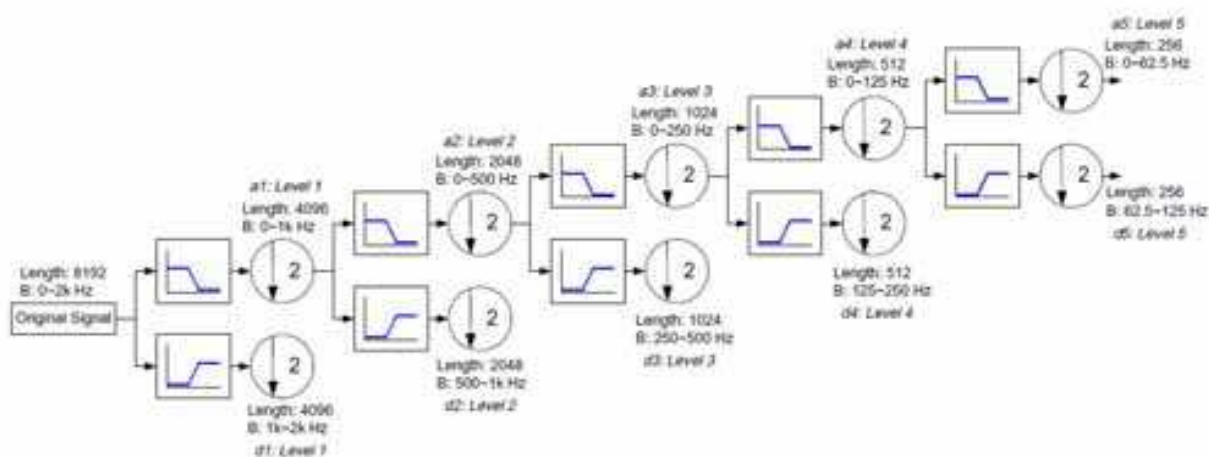 Length: 8192
B: 0~2k Hz
Original Signal
a1: Level 1
Length: 4096
B: 0~1k Hz
2
2
Length: 4096
B: 1k~2k Hz
d1: Level 1
a2: Level 2
Length: 2048
B: 0~500 Hz
2
2
Length: 2048
B: 500~1k Hz
d2: Level 2
a3: Level 3
Length: 1024
B: 0~250 Hz
2
2
Length: 1024
B: 250~500 Hz
d3: Level 3
a4: Level 4
Length: 512
B: 0~125 Hz
2
2
Length: 512
B: 125~250 Hz
d4: Level 4
a5: Level 5
Length: 256
B: 0~62.5 Hz
2
2
Length: 256
B: 62.5~125 Hz
d5: Level 5